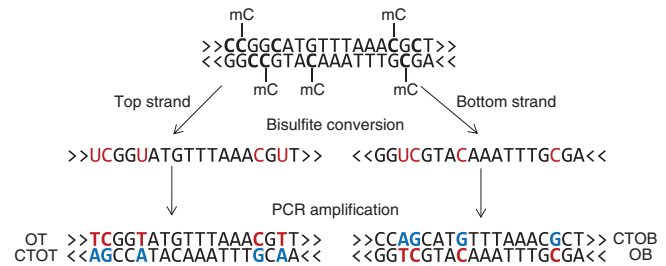 mC mC
>>CCGGCATGTTTAAACGCT>>
<<GGCCGTACAAATTTGCGA<<
mC mC mC
Top strand Bottom strand
Bisulfite conversion
>>UCGGUATGTTTAAACGUT>> <<GGUCGTACAAATTTGCGA<<
PCR amplification
OT >>TCGGTATGTTTAAACGTT>> >>CCAGCATGTTTAAACGCT>> CTOB
CTOT <<AGCCATACAAATTTGCAA<< <<GGTCGTACAAATTTGCGA<< OB